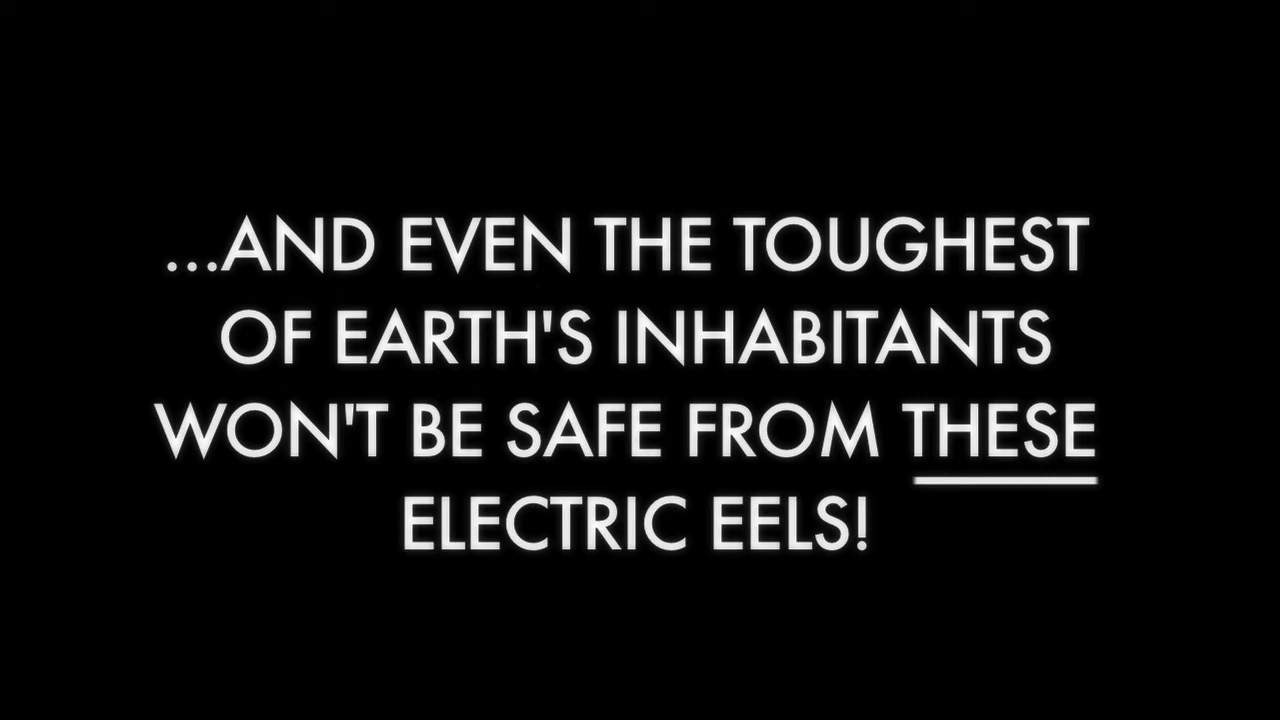 ...AND EVEN THE TOUGHEST
OF EARTH'S INHABITANTS
WON'T BE SAFE FROM THESE
ELECTRIC EELS!